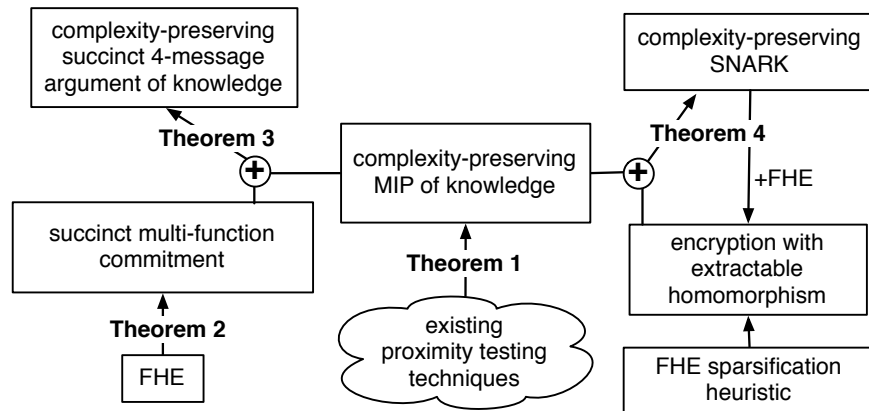 complexity-preserving
succinct 4-message
argument of knowledge
complexity-preserving
SNARK
Theorem 3
Theorem 4
+
+
complexity-preserving
MIP of knowledge
+FHE
succinct multi-function
commitment
encryption with
extractable
homomorphism
Theorem 1
Theorem 2
existing
proximity testing
techniques
FHE
FHE sparsification
heuristic